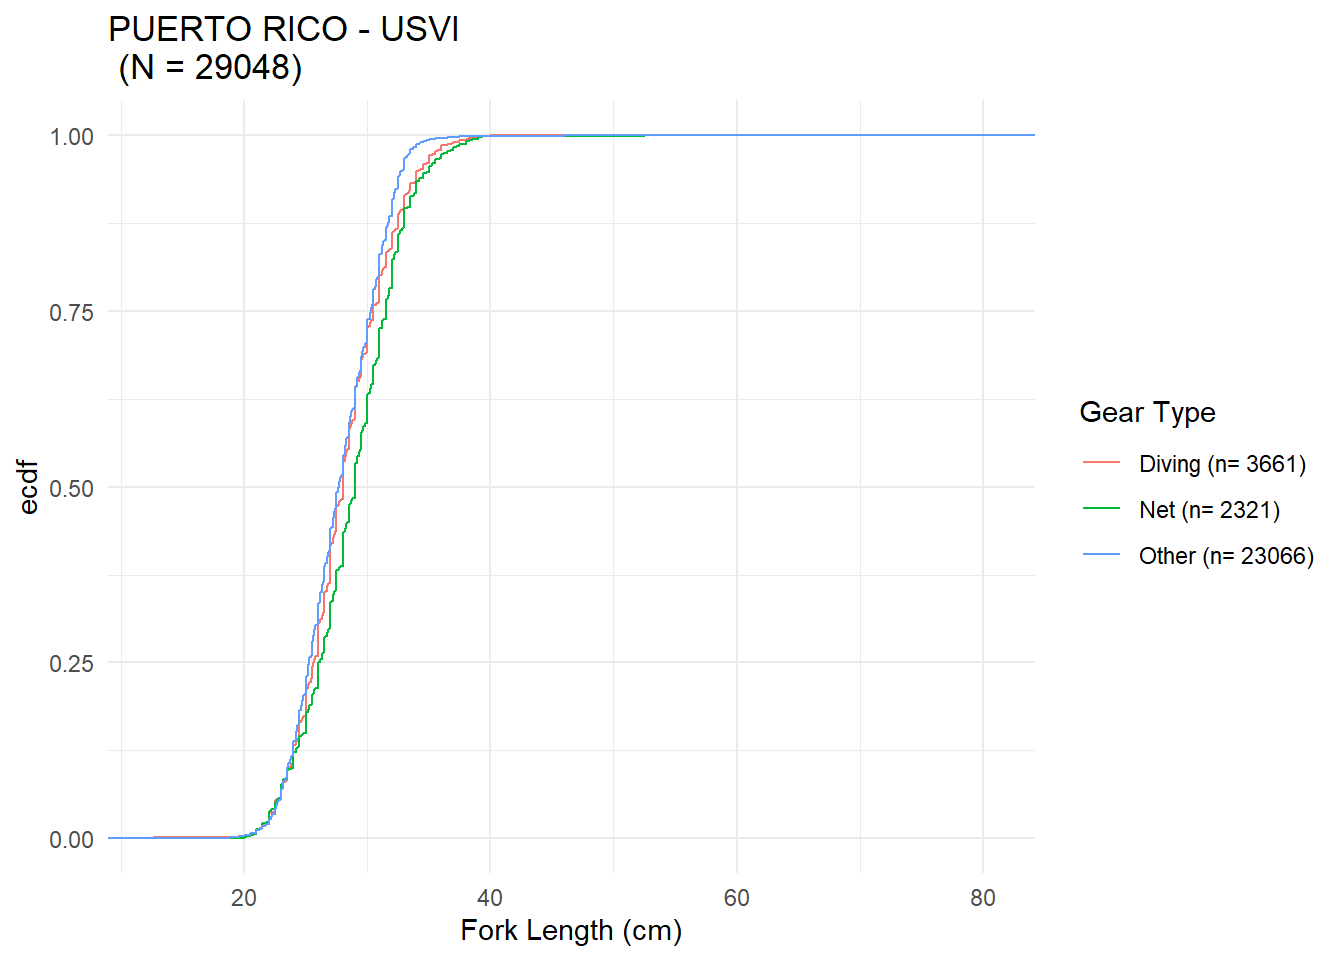 PUERTO RICO - USVI
(N = 29048)
1.00
0.75
0.50
0.25
0.00
ecdf
20 40 60 80
Fork Length (cm)
Gear Type
Diving (n= 3661)
Net (n= 2321)
Other (n= 23066)